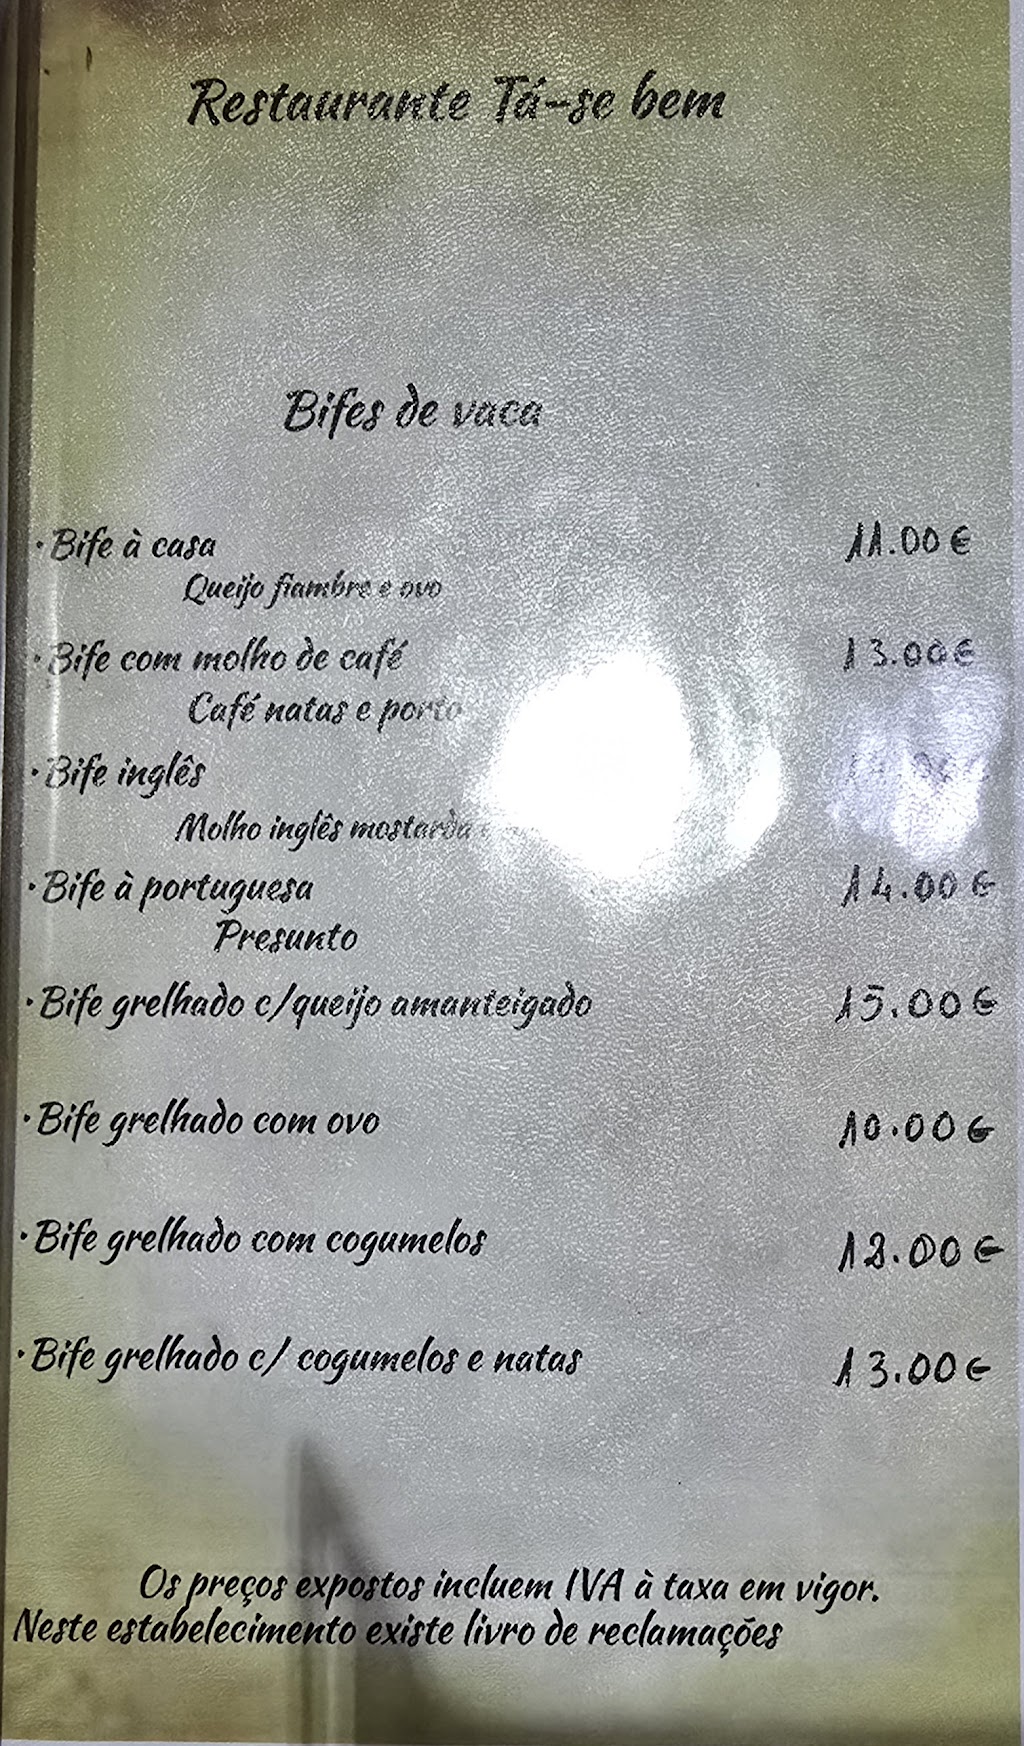 Restaurante Tá-se bem
Bifes de vaca
· Bife à casa 11.00€
Queijo fiambre e ovo
· Bife com molho de café 13.00€
Café natas e porto
· Bife inglês
Molho inglês mostarda
· Bife à portuguesa 14.00€
Presunto
· Bife grelhado c/queijo amanteigado 15.00€
· Bife grelhado com ovo 10.00€
· Bife grelhado com cogumelos 12.00€
· Bife grelhado c/ cogumelos e natas 13.00€
Os preços expostos incluem IVA à taxa em vigor.
Neste estabelecimento existe livro de reclamações